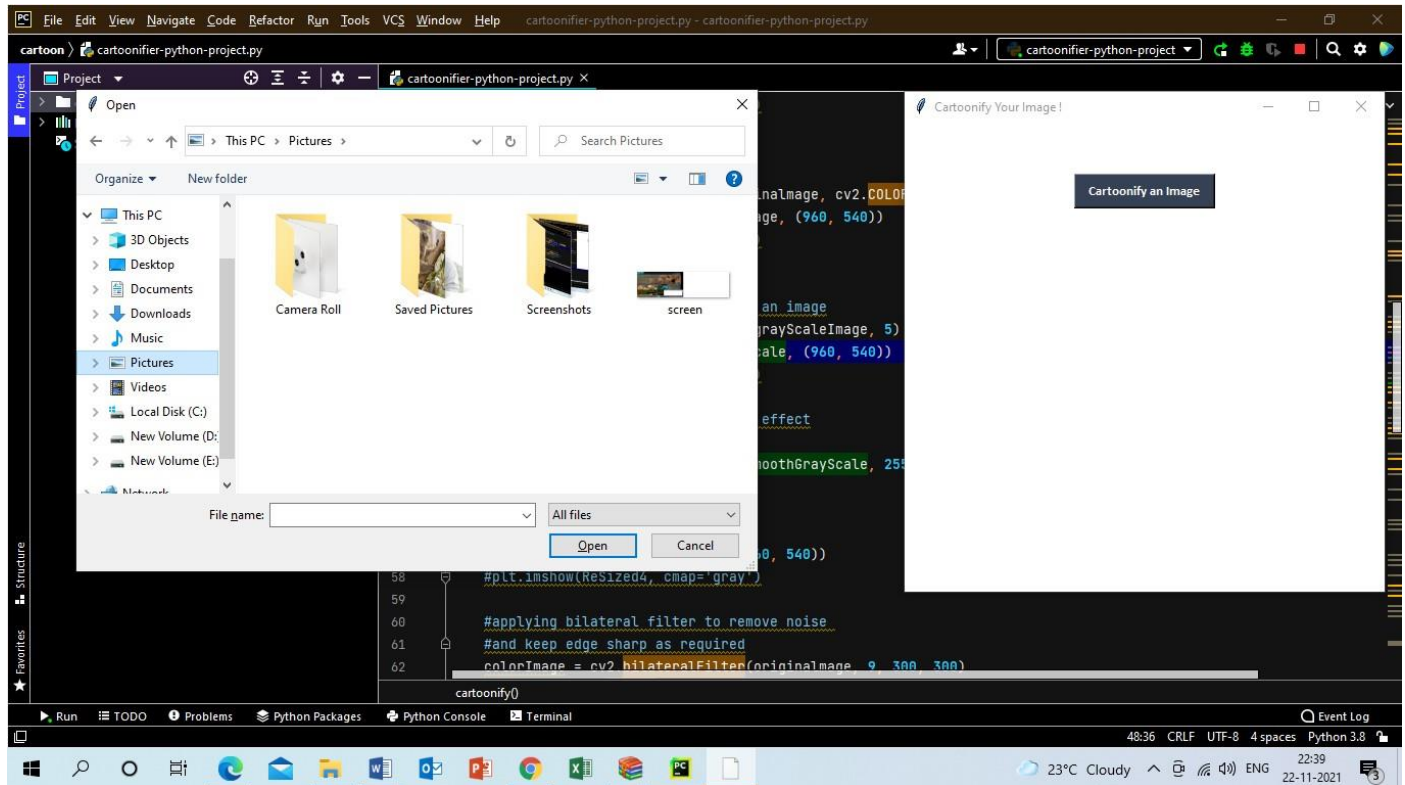 File Edit View Navigate Code Refactor Run Tools VCS Window Help cartoonifier-python-project.py - cartoonifier-python-project.py
cartoon cartoonifier-python-project.py cartoonifier-python-project
Project Project cartoonifier-python-project.py
Open
This PC > Pictures > Search Pictures
Organize New folder
This PC
3D Objects
Desktop
Documents
Downloads
Music
Pictures
Videos
Local Disk (C:)
New Volume (D:
New Volume (E:)
Network
Camera Roll Saved Pictures Screenshots screen
File name: All files
Open Cancel
Cartoonify Your Image !
Cartoonify an Image
inalmage, cv2.COLOR
age, (960, 540))
an image
grayScaleImage, 5)
cale, (960, 540))
effect
moothGrayScale, 255
60, 540))
58 #plt.imshow(ReSized4, cmap='gray')
59
60 #applying bilateral filter to remove noise
61 #and keep edge sharp as required
62 colorImage = cv2.bilateralFilter(originalmage, 9, 300, 300)
cartoonify()
Structure
Favorites
Run TODO Problems Python Packages Python Console Terminal Event Log
48:36 CRLF UTF-8 4 spaces Python 3.8
23°C Cloudy ENG 22:39
22-11-2021
3